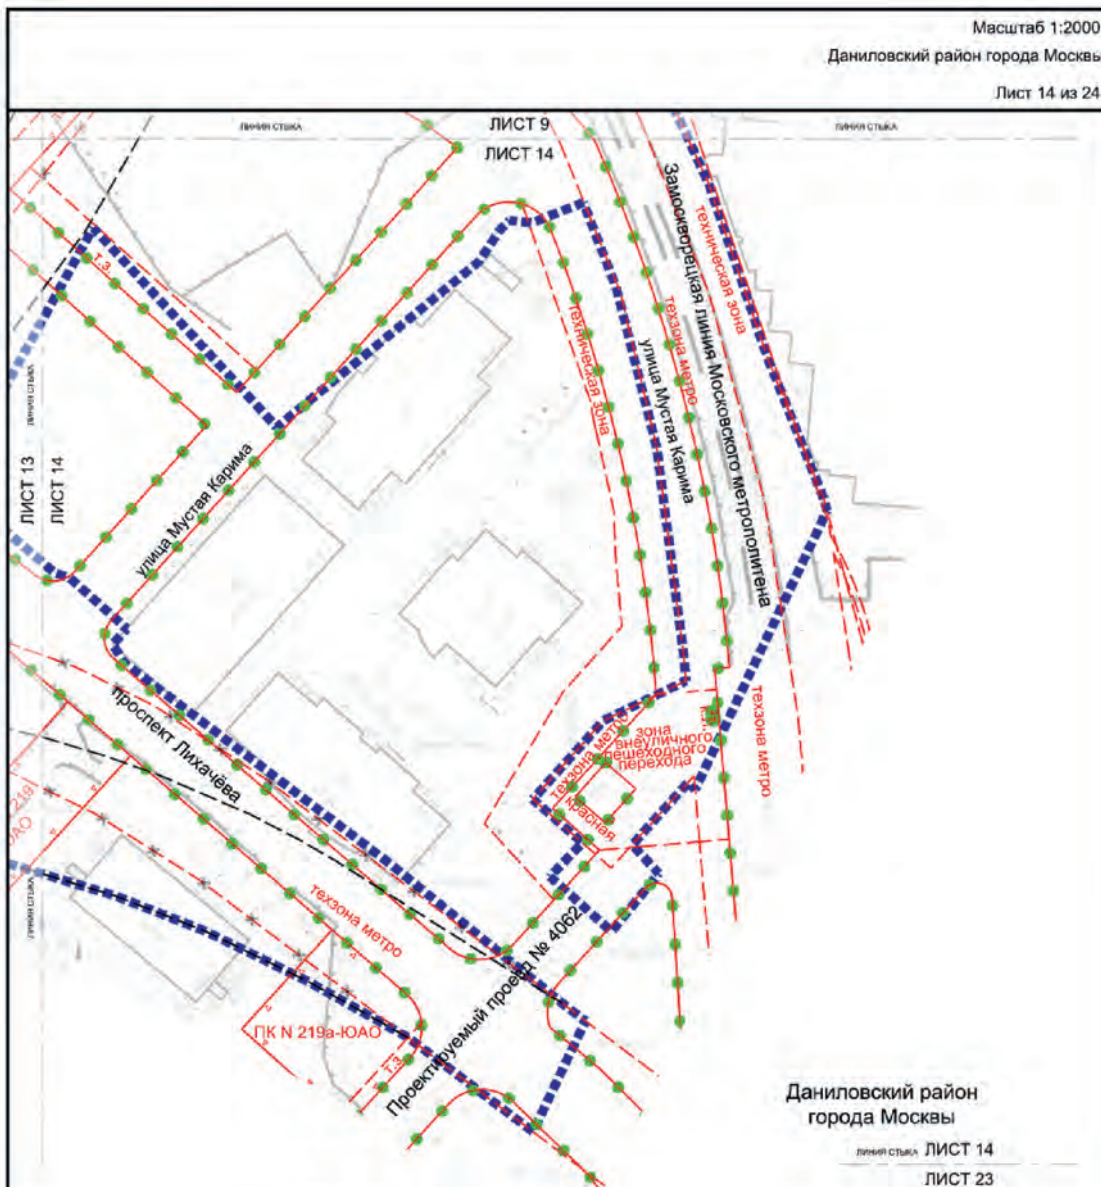 Масштаб 1:2000
Даниловский район города Москвы
Лист 14 из 24
ЛИНИЯ СТЫКА
ЛИСТ 9
ЛИНИЯ СТЫКА
ЛИСТ 14
Замоскворецкая линия Московского метрополитена
техническая зона
т.з.
техническая зона
техзона метро
улица Мустая Карима
ЛИНИЯ СТЫКА
ЛИСТ 13
ЛИСТ 14
улица Мустая Карима
проспект Лихачёва
техзона метро
зона
внеуличного
пешеходного
перехода
техзона метро
красная
219
ЮАО
ЛИНИЯ СТЫКА
техзона метро
ПК N 219а-ЮАО
т.з.
Проектируемый проезд № 4062
Даниловский район
города Москвы
ЛИНИЯ СТЫКА ЛИСТ 14
ЛИСТ 23